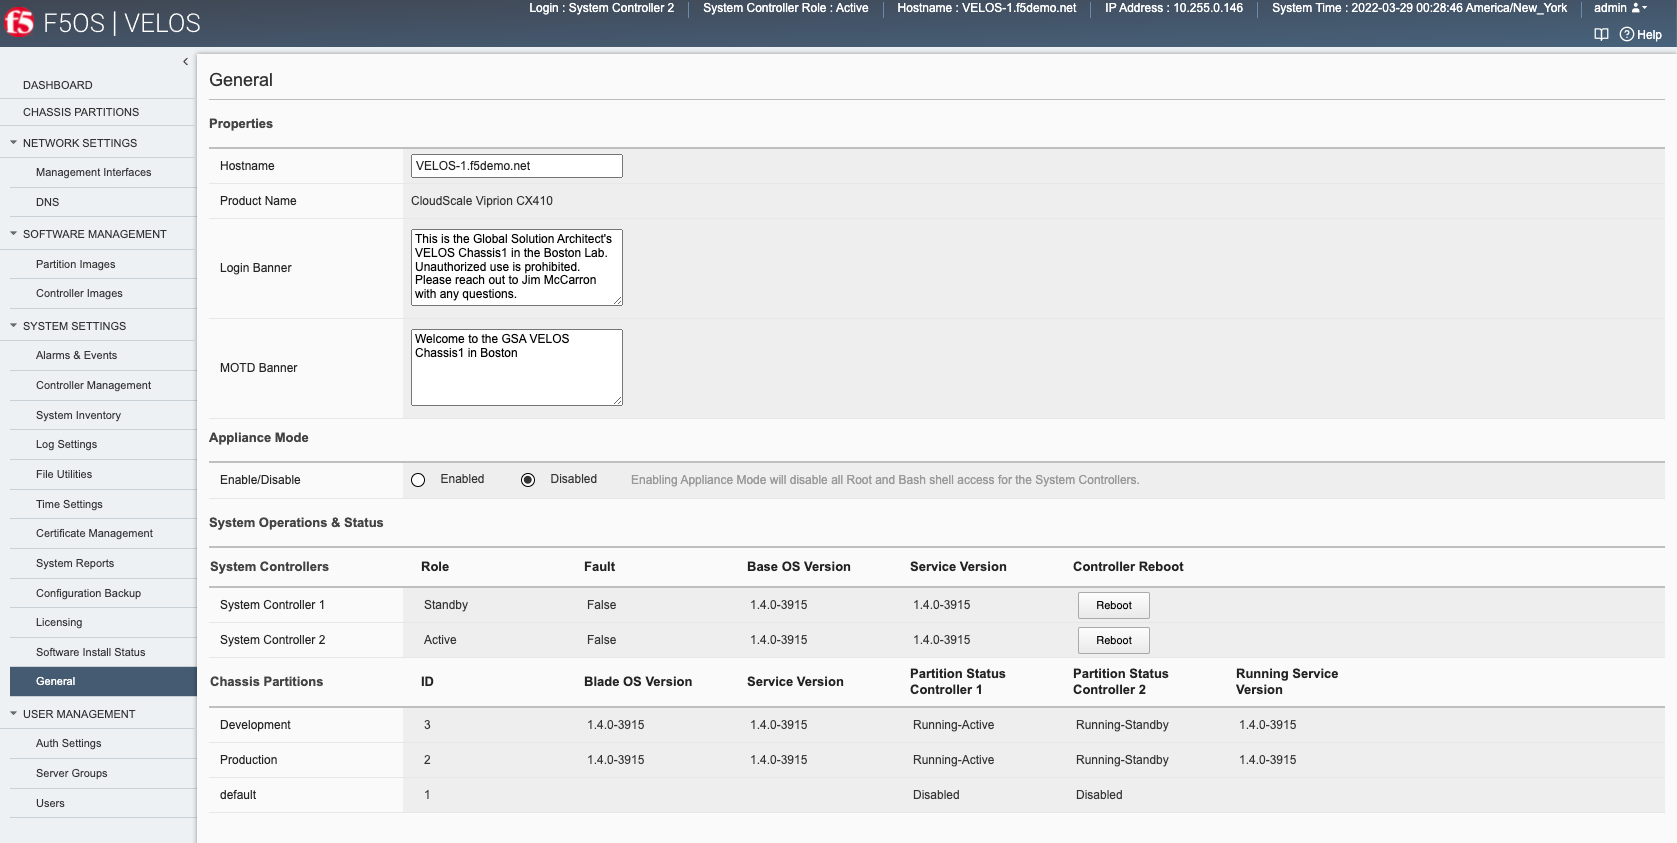 Login : System Controller 2 System Controller Role : Active Hostname : VELOS-1.f5demo.net IP Address : 10.255.0.146 System Time : 2022-03-29 00:28:46 America/New_York admin
f5 F5OS | VELOS
Help
DASHBOARD
CHASSIS PARTITIONS
NETWORK SETTINGS
Management Interfaces
DNS
SOFTWARE MANAGEMENT
Partition Images
Controller Images
SYSTEM SETTINGS
Alarms & Events
Controller Management
System Inventory
Log Settings
File Utilities
Time Settings
Certificate Management
System Reports
Configuration Backup
Licensing
Software Install Status
General
USER MANAGEMENT
Auth Settings
Server Groups
Users
General
Properties
Hostname VELOS-1.f5demo.net
Product Name CloudScale Viprion CX410
Login Banner
This is the Global Solution Architect's
VELOS Chassis1 in the Boston Lab.
Unauthorized use is prohibited.
Please reach out to Jim McCarron
with any questions.
MOTD Banner
Welcome to the GSA VELOS
Chassis1 in Boston
Appliance Mode
Enable/Disable Enabled Disabled Enabling Appliance Mode will disable all Root and Bash shell access for the System Controllers.
System Operations & Status
System Controllers Role Fault Base OS Version Service Version Controller Reboot
System Controller 1 Standby False 1.4.0-3915 1.4.0-3915 Reboot
System Controller 2 Active False 1.4.0-3915 1.4.0-3915 Reboot
Chassis Partitions ID Blade OS Version Service Version Partition Status Controller 1 Partition Status Controller 2 Running Service Version
Development 3 1.4.0-3915 1.4.0-3915 Running-Active Running-Standby 1.4.0-3915
Production 2 1.4.0-3915 1.4.0-3915 Running-Active Running-Standby 1.4.0-3915
default 1 Disabled Disabled